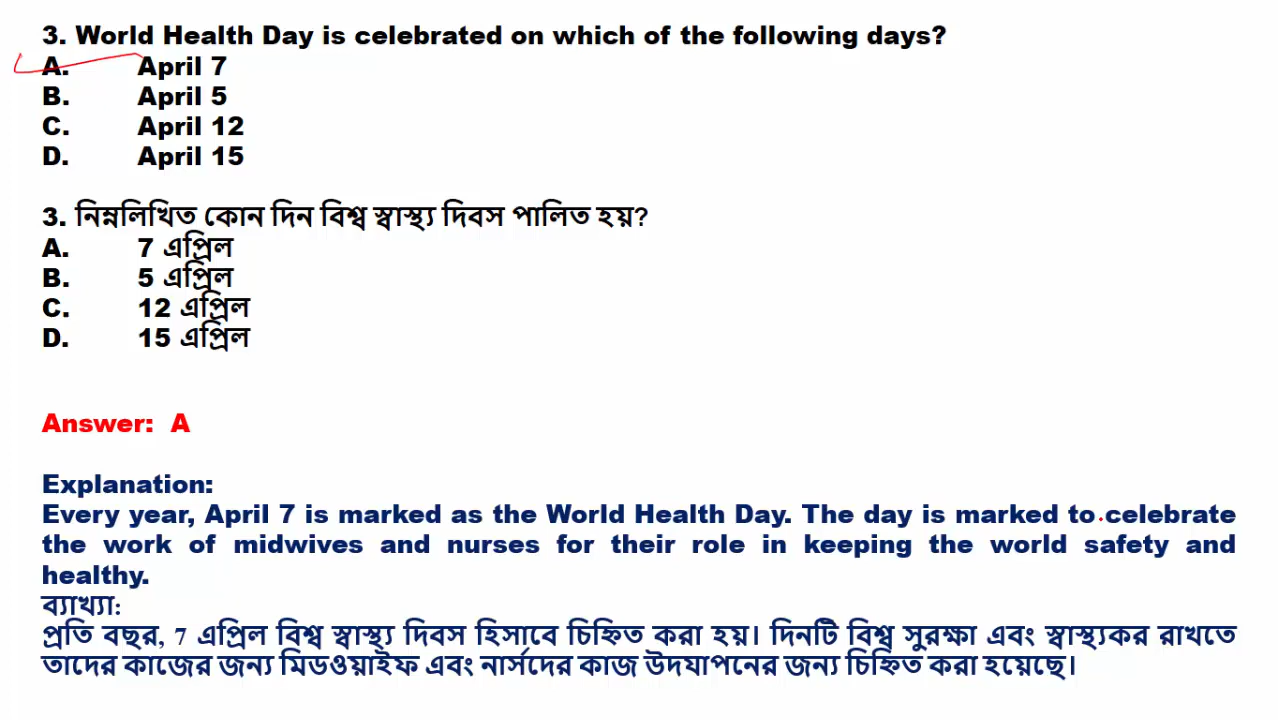 3. World Health Day is celebrated on which of the following days?
A. April 7
B. April 5
C. April 12
D. April 15
3. নিম্নলিখিত কোন দিন বিশ্ব স্বাস্থ্য দিবস পালিত হয়?
A. 7 এপ্রিল
B. 5 এপ্রিল
C. 12 এপ্রিল
D. 15 এপ্রিল
Answer: A
Explanation:
Every year, April 7 is marked as the World Health Day. The day is marked to celebrate
the work of midwives and nurses for their role in keeping the world safety and
healthy.
ব্যাখ্যা:
প্রতি বছর, 7 এপ্রিল বিশ্ব স্বাস্থ্য দিবস হিসাবে চিহ্নিত করা হয়। দিনটি বিশ্ব সুরক্ষা এবং স্বাস্থ্যকর রাখতে
তাদের কাজের জন্য মিডওয়াইফ এবং নার্সদের কাজ উদযাপনের জন্য চিহ্নিত করা হয়েছে।